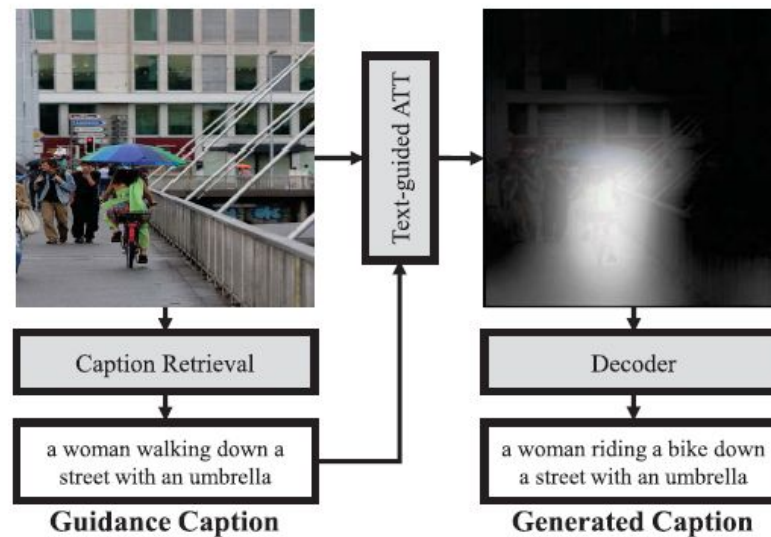 Text-guided ATT
Caption Retrieval
Decoder
a woman walking down a
street with an umbrella
a woman riding a bike down
a street with an umbrella
Guidance Caption
Generated Caption